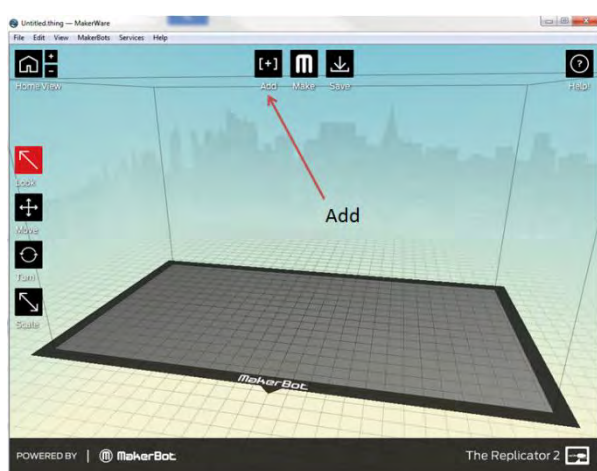 Untitled.thing — MakerWare
File Edit View MakerBots Services Help
[+] M ?
Home View Add Make Save Help!
Look
Add
Move
Turn
Scale
MakerBot
POWERED BY | M MakerBot The Replicator 2